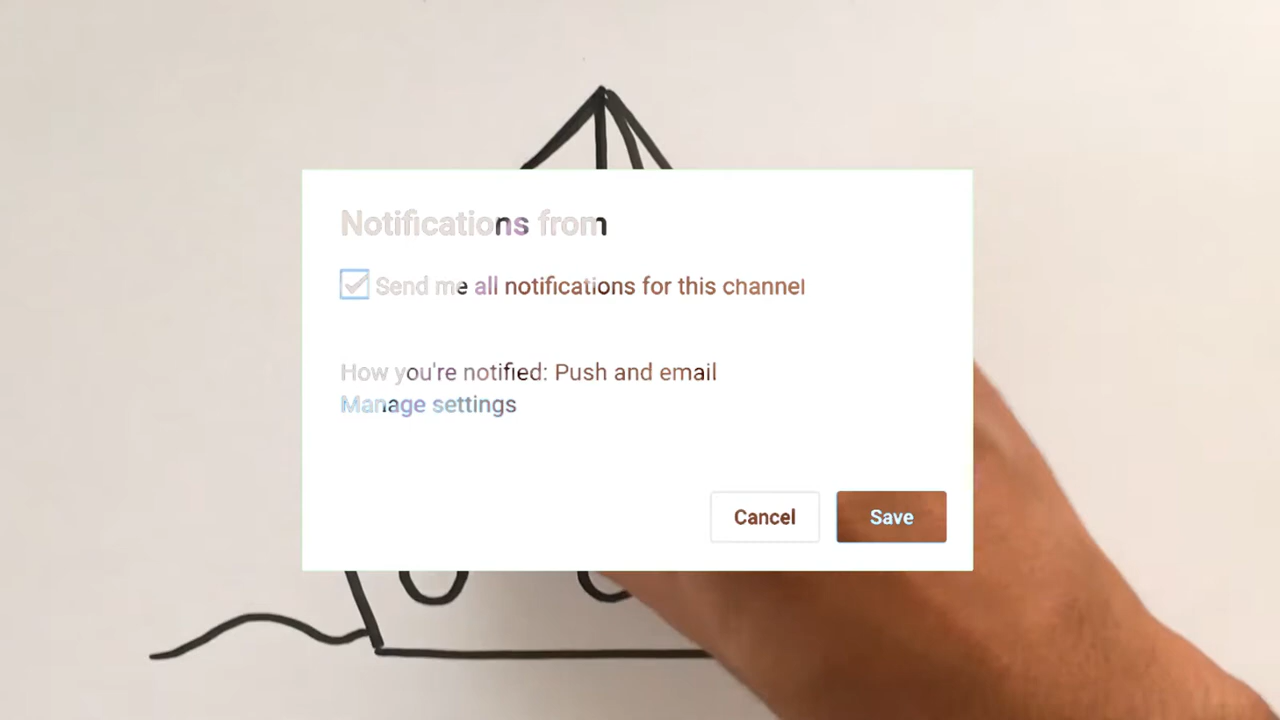 Notifications from
Send me all notifications for this channel
How you're notified: Push and email
Manage settings
Cancel Save